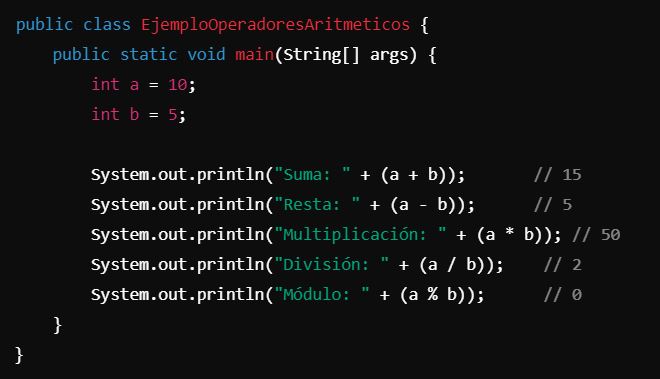 public class EjemploOperadoresAritmeticos {
    public static void main(String[] args) {
        int a = 10;
        int b = 5;

        System.out.println("Suma: " + (a + b));       // 15
        System.out.println("Resta: " + (a - b));      // 5
        System.out.println("Multiplicación: " + (a * b)); // 50
        System.out.println("División: " + (a / b));    // 2
        System.out.println("Módulo: " + (a % b));      // 0
    }
}